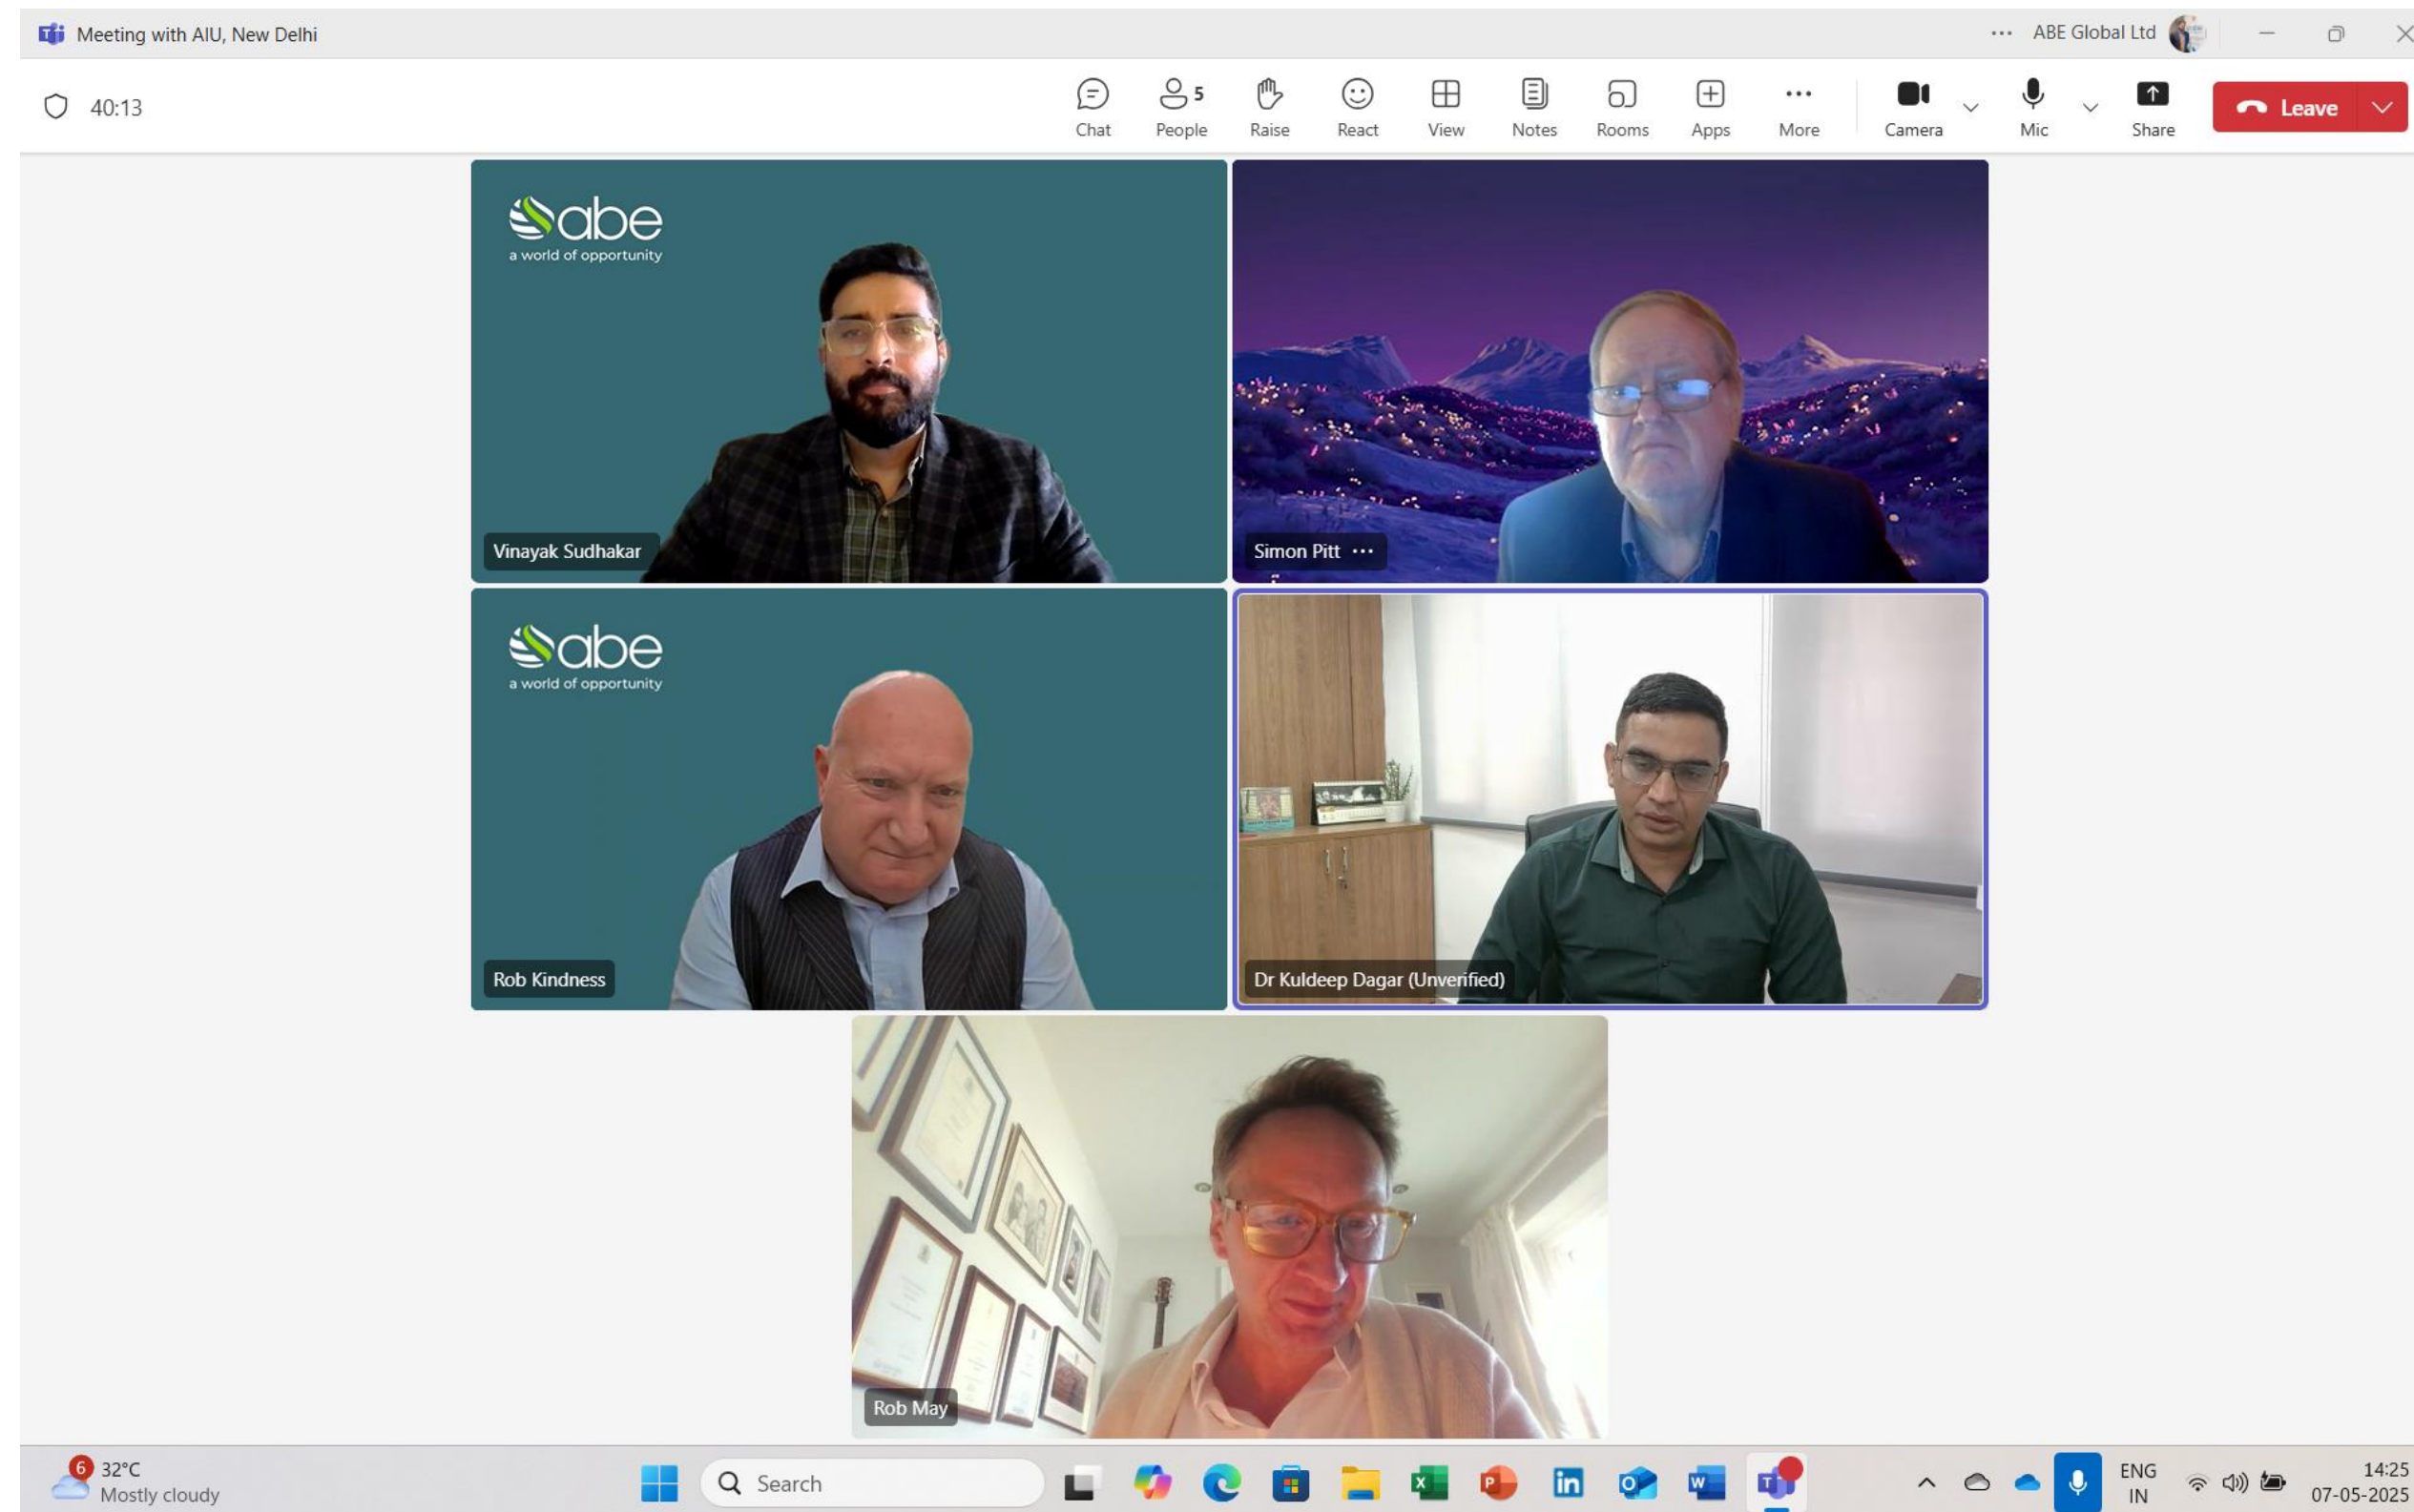 Meeting with AIU, New Delhi
ABE Global Ltd
40:13
Chat
5
People
Raise
React
View
Notes
Rooms
Apps
More
Camera
Mic
Share
Leave
abe
a world of opportunity
Vinayak Sudhakar
Simon Pitt
abe
a world of opportunity
Rob Kindness
Dr Kuldeep Dagar (Unverified)
Rob May
6
32°C
Mostly cloudy
Search
ENG
IN
14:25
07-05-2025